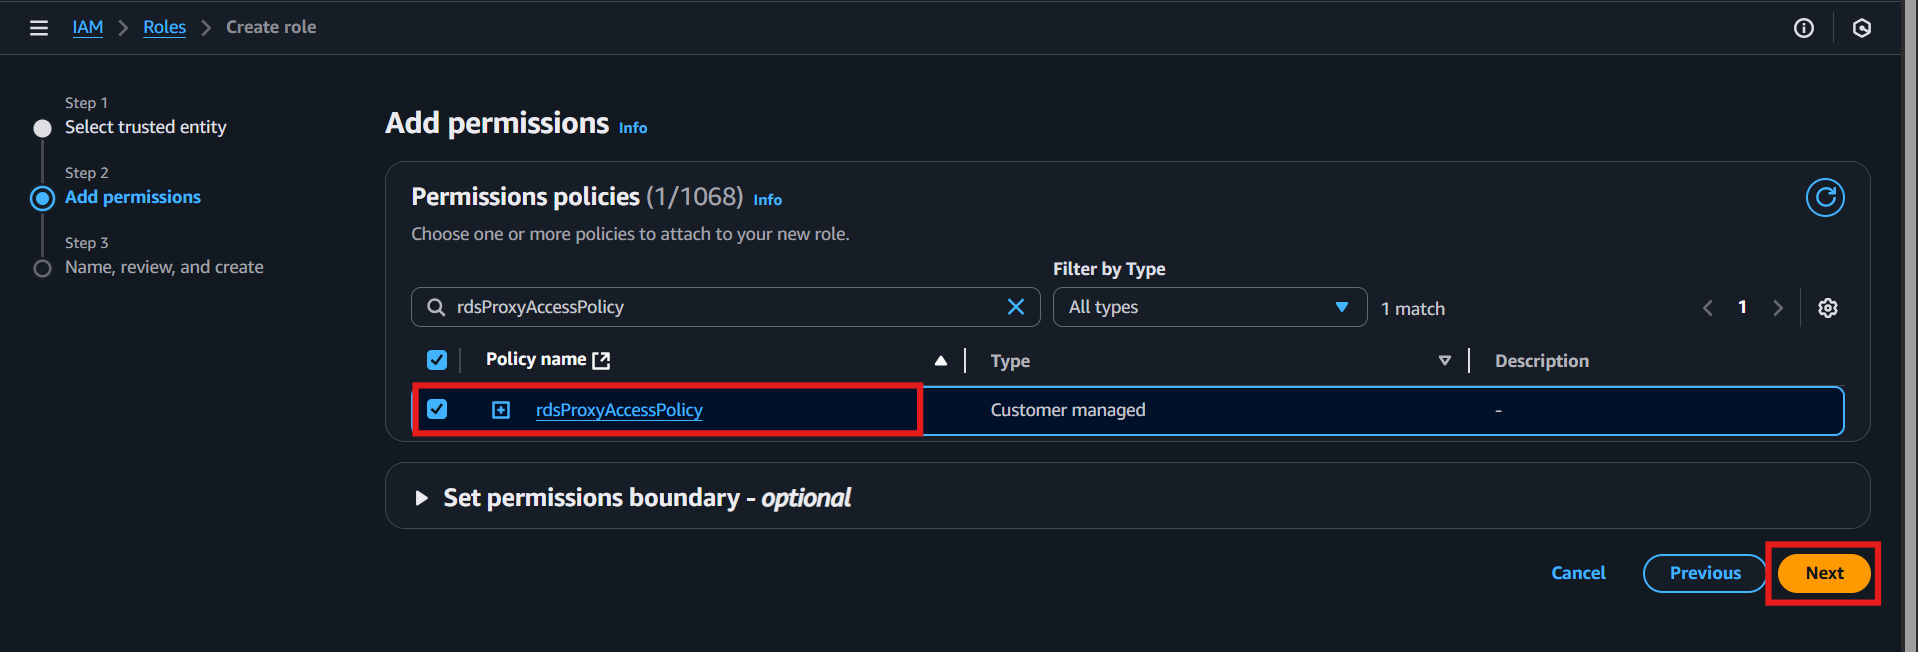 IAM > Roles > Create role
Step 1
Select trusted entity
Step 2
Add permissions
Step 3
Name, review, and create
Add permissions Info
Permissions policies (1/1068) Info
Choose one or more policies to attach to your new role.
Filter by Type
rdsProxyAccessPolicy
All types
1 match
1
Policy name
Type
Description
rdsProxyAccessPolicy
Customer managed
-
Set permissions boundary - optional
Cancel
Previous
Next